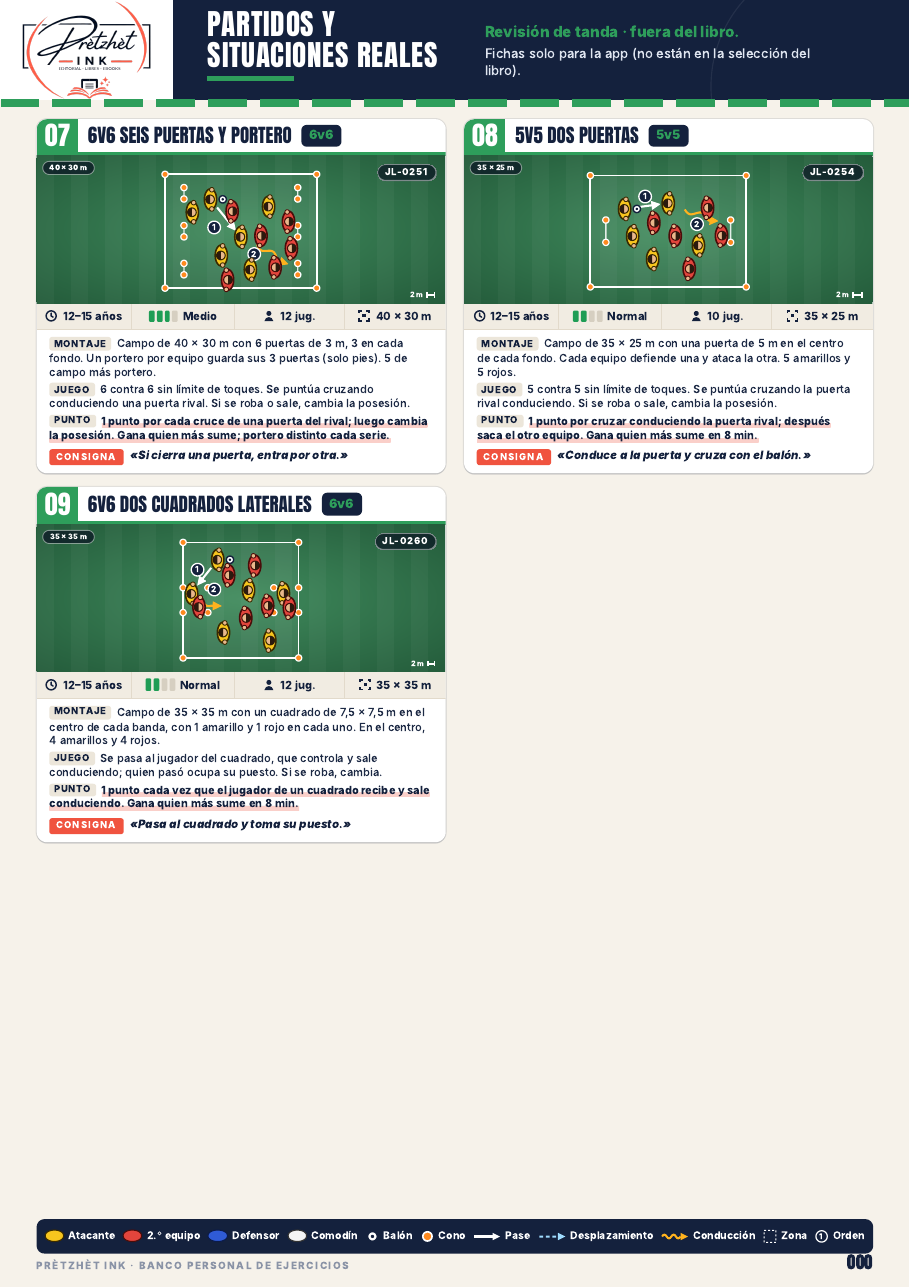 Prètzhèt
INK
EDITORIAL · LIBRES · EBOOKS
PARTIDOS Y
SITUACIONES REALES
Revisión de tanda · fuera del libro.
Fichas solo para la app (no están en la selección del
libro).
07 6V6 SEIS PUERTAS Y PORTERO 6v6
40 × 30 m
JL-0251
1
2
2 m
12–15 años Medio 12 jug. 40 × 30 m
MONTAJE Campo de 40 × 30 m con 6 puertas de 3 m, 3 en cada
fondo. Un portero por equipo guarda sus 3 puertas (solo pies). 5 de
campo más portero.
JUEGO 6 contra 6 sin límite de toques. Se puntúa cruzando
conduciendo una puerta rival. Si se roba o sale, cambia la posesión.
PUNTO 1 punto por cada cruce de una puerta del rival; luego cambia
la posesión. Gana quien más sume; portero distinto cada serie.
CONSIGNA «Si cierra una puerta, entra por otra.»
08 5V5 DOS PUERTAS 5v5
35 × 25 m
JL-0254
1
2
2 m
12–15 años Normal 10 jug. 35 × 25 m
MONTAJE Campo de 35 × 25 m con una puerta de 5 m en el centro
de cada fondo. Cada equipo defiende una y ataca la otra. 5 amarillos y
5 rojos.
JUEGO 5 contra 5 sin límite de toques. Se puntúa cruzando la puerta
rival conduciendo. Si se roba o sale, cambia la posesión.
PUNTO 1 punto por cruzar conduciendo la puerta rival; después
saca el otro equipo. Gana quien más sume en 8 min.
CONSIGNA «Conduce a la puerta y cruza con el balón.»
09 6V6 DOS CUADRADOS LATERALES 6v6
35 × 35 m
JL-0260
1
2
2 m
12–15 años Normal 12 jug. 35 × 35 m
MONTAJE Campo de 35 × 35 m con un cuadrado de 7,5 × 7,5 m en el
centro de cada banda, con 1 amarillo y 1 rojo en cada uno. En el centro,
4 amarillos y 4 rojos.
JUEGO Se pasa al jugador del cuadrado, que controla y sale
conduciendo; quien pasó ocupa su puesto. Si se roba, cambia.
PUNTO 1 punto cada vez que el jugador de un cuadrado recibe y sale
conduciendo. Gana quien más sume en 8 min.
CONSIGNA «Pasa al cuadrado y toma su puesto.»
Atacante 2.º equipo Defensor Comodín Balón Cono Pase Desplazamiento Conducción Zona 1 Orden
PRÈTZHÈT INK · BANCO PERSONAL DE EJERCICIOS
000